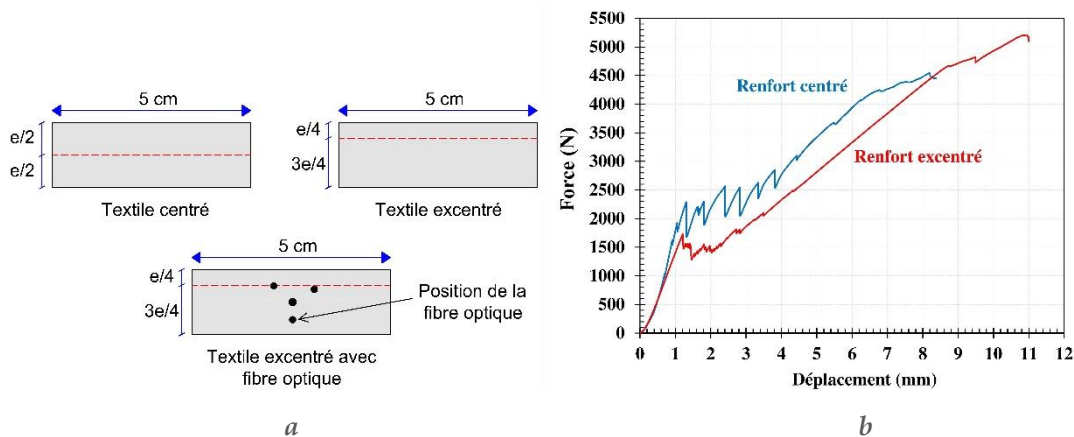 5 cm
e/2
e/2
Textile centré
5 cm
e/4
3e/4
Textile excentré
5 cm
e/4
3e/4
Position de la
fibre optique
Textile excentré avec
fibre optique
a
5500
5000
4500
4000
3500
3000
2500
2000
1500
1000
500
0
Force (N)
Renfort centré
Renfort excentré
0 1 2 3 4 5 6 7 8 9 10 11 12
Déplacement (mm)
b